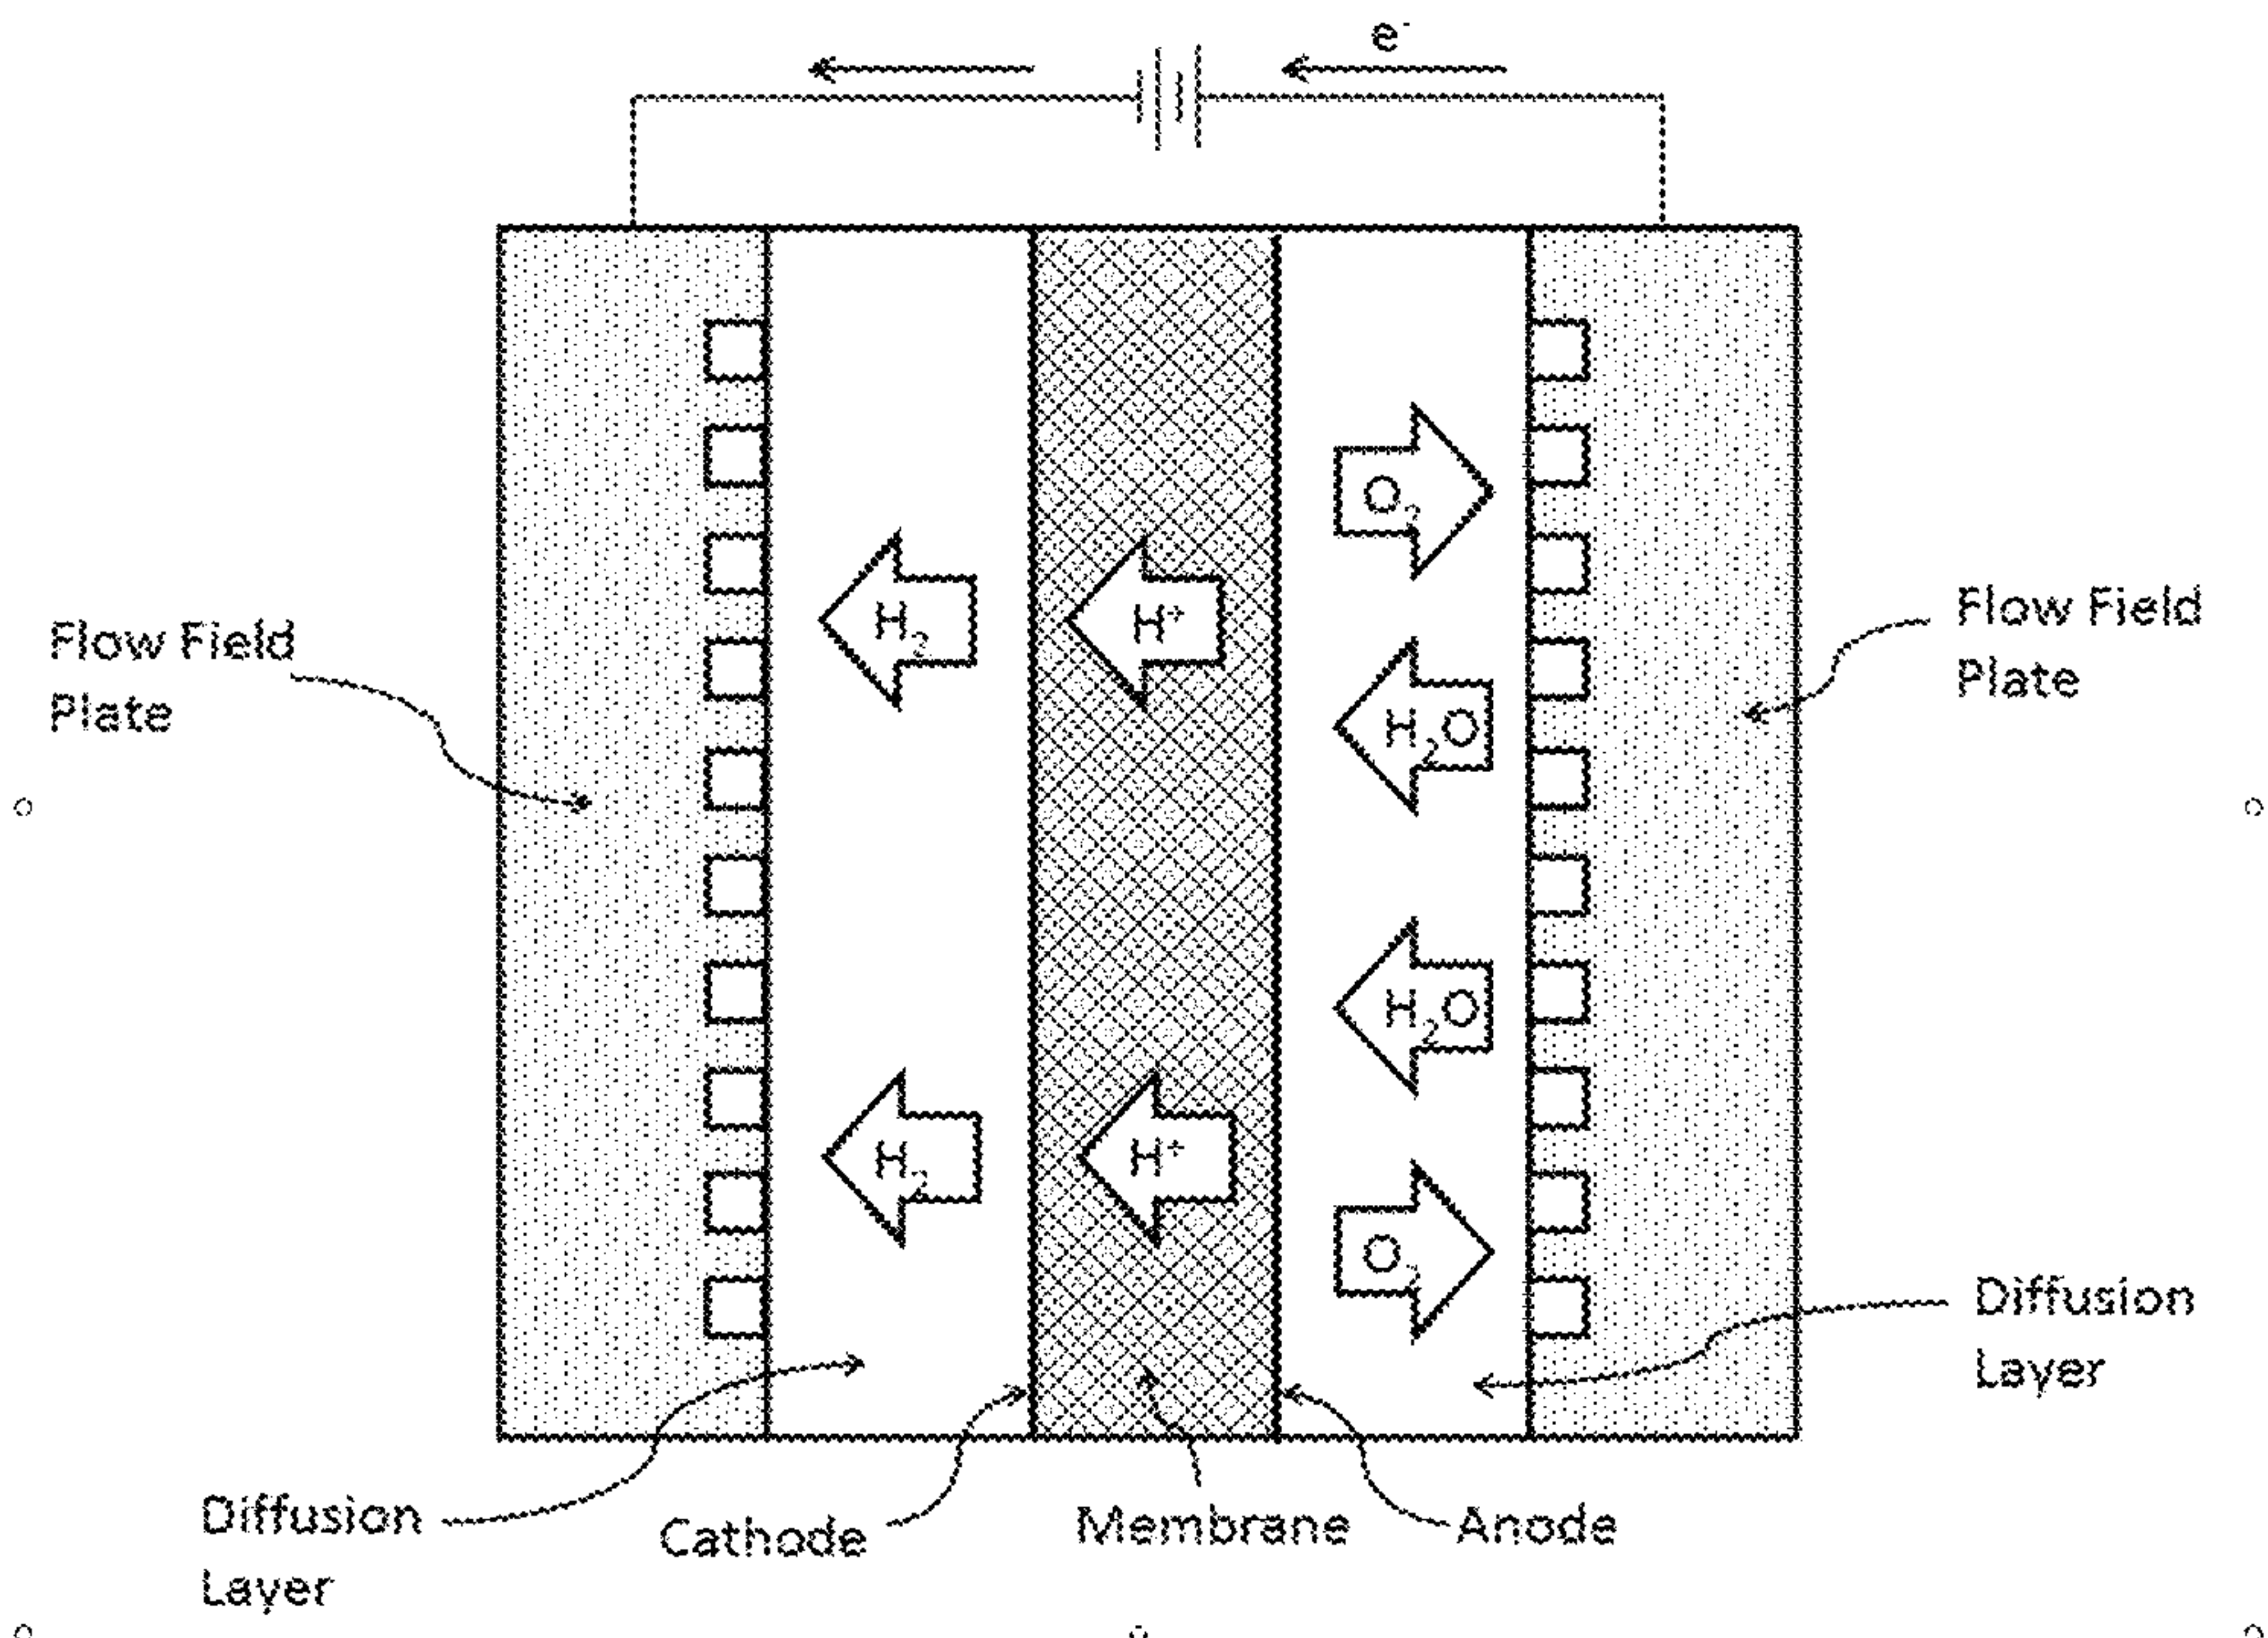 e⁻
O₂
H₂
H⁺
Flow Field
Plate
Flow Field
Plate
H₂O
H₂O
H₂
H⁺
O₂
Diffusion
Layer
Diffusion
Layer
Cathode
Membrane
Anode